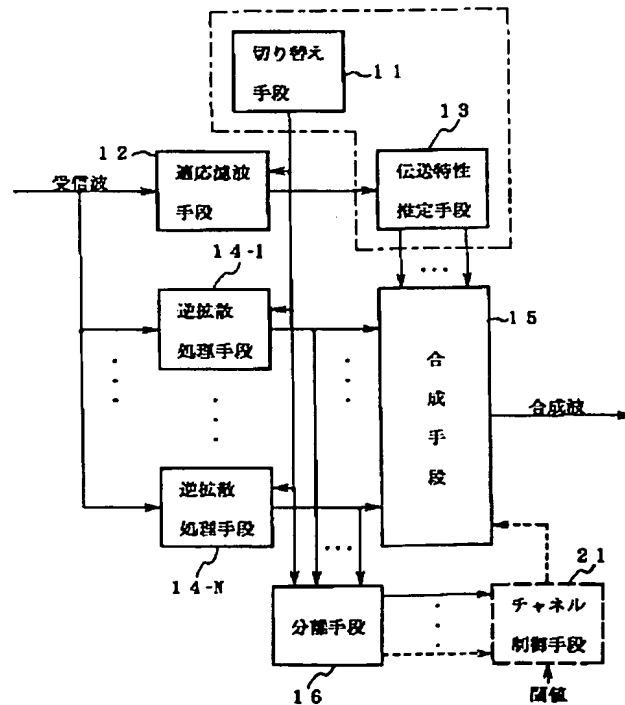 切り替え
手段
11
13
12
受信波
適応濾波
手段
伝送特性
推定手段
...
14-1
逆拡散
処理手段
15
合
成
手
段
合成波
逆拡散
処理手段
14-N
...
21
分離手段
チャネル
制御手段
16
閾値